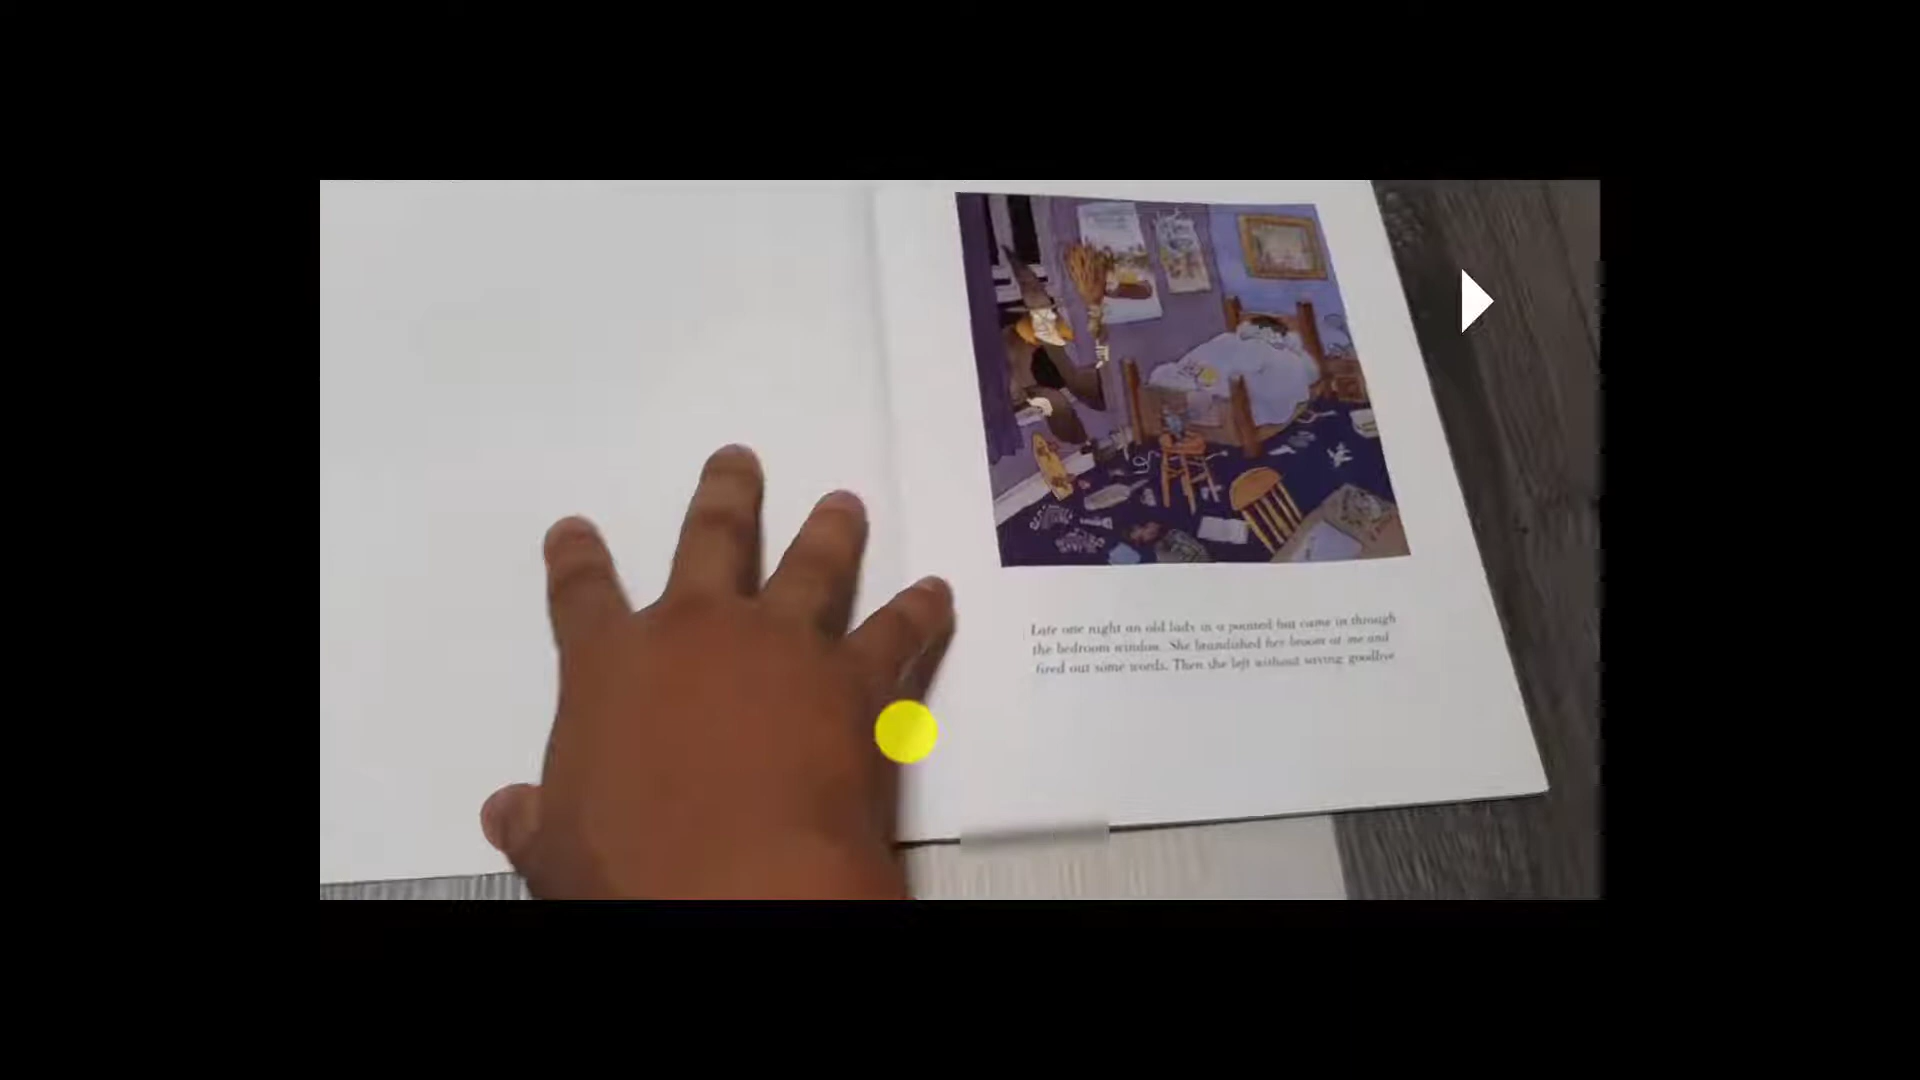 Late one night an old lady in a pointed hat came in through
the bedroom window. She brandished her broom at me and
fired out some words. Then she left without saying goodbye